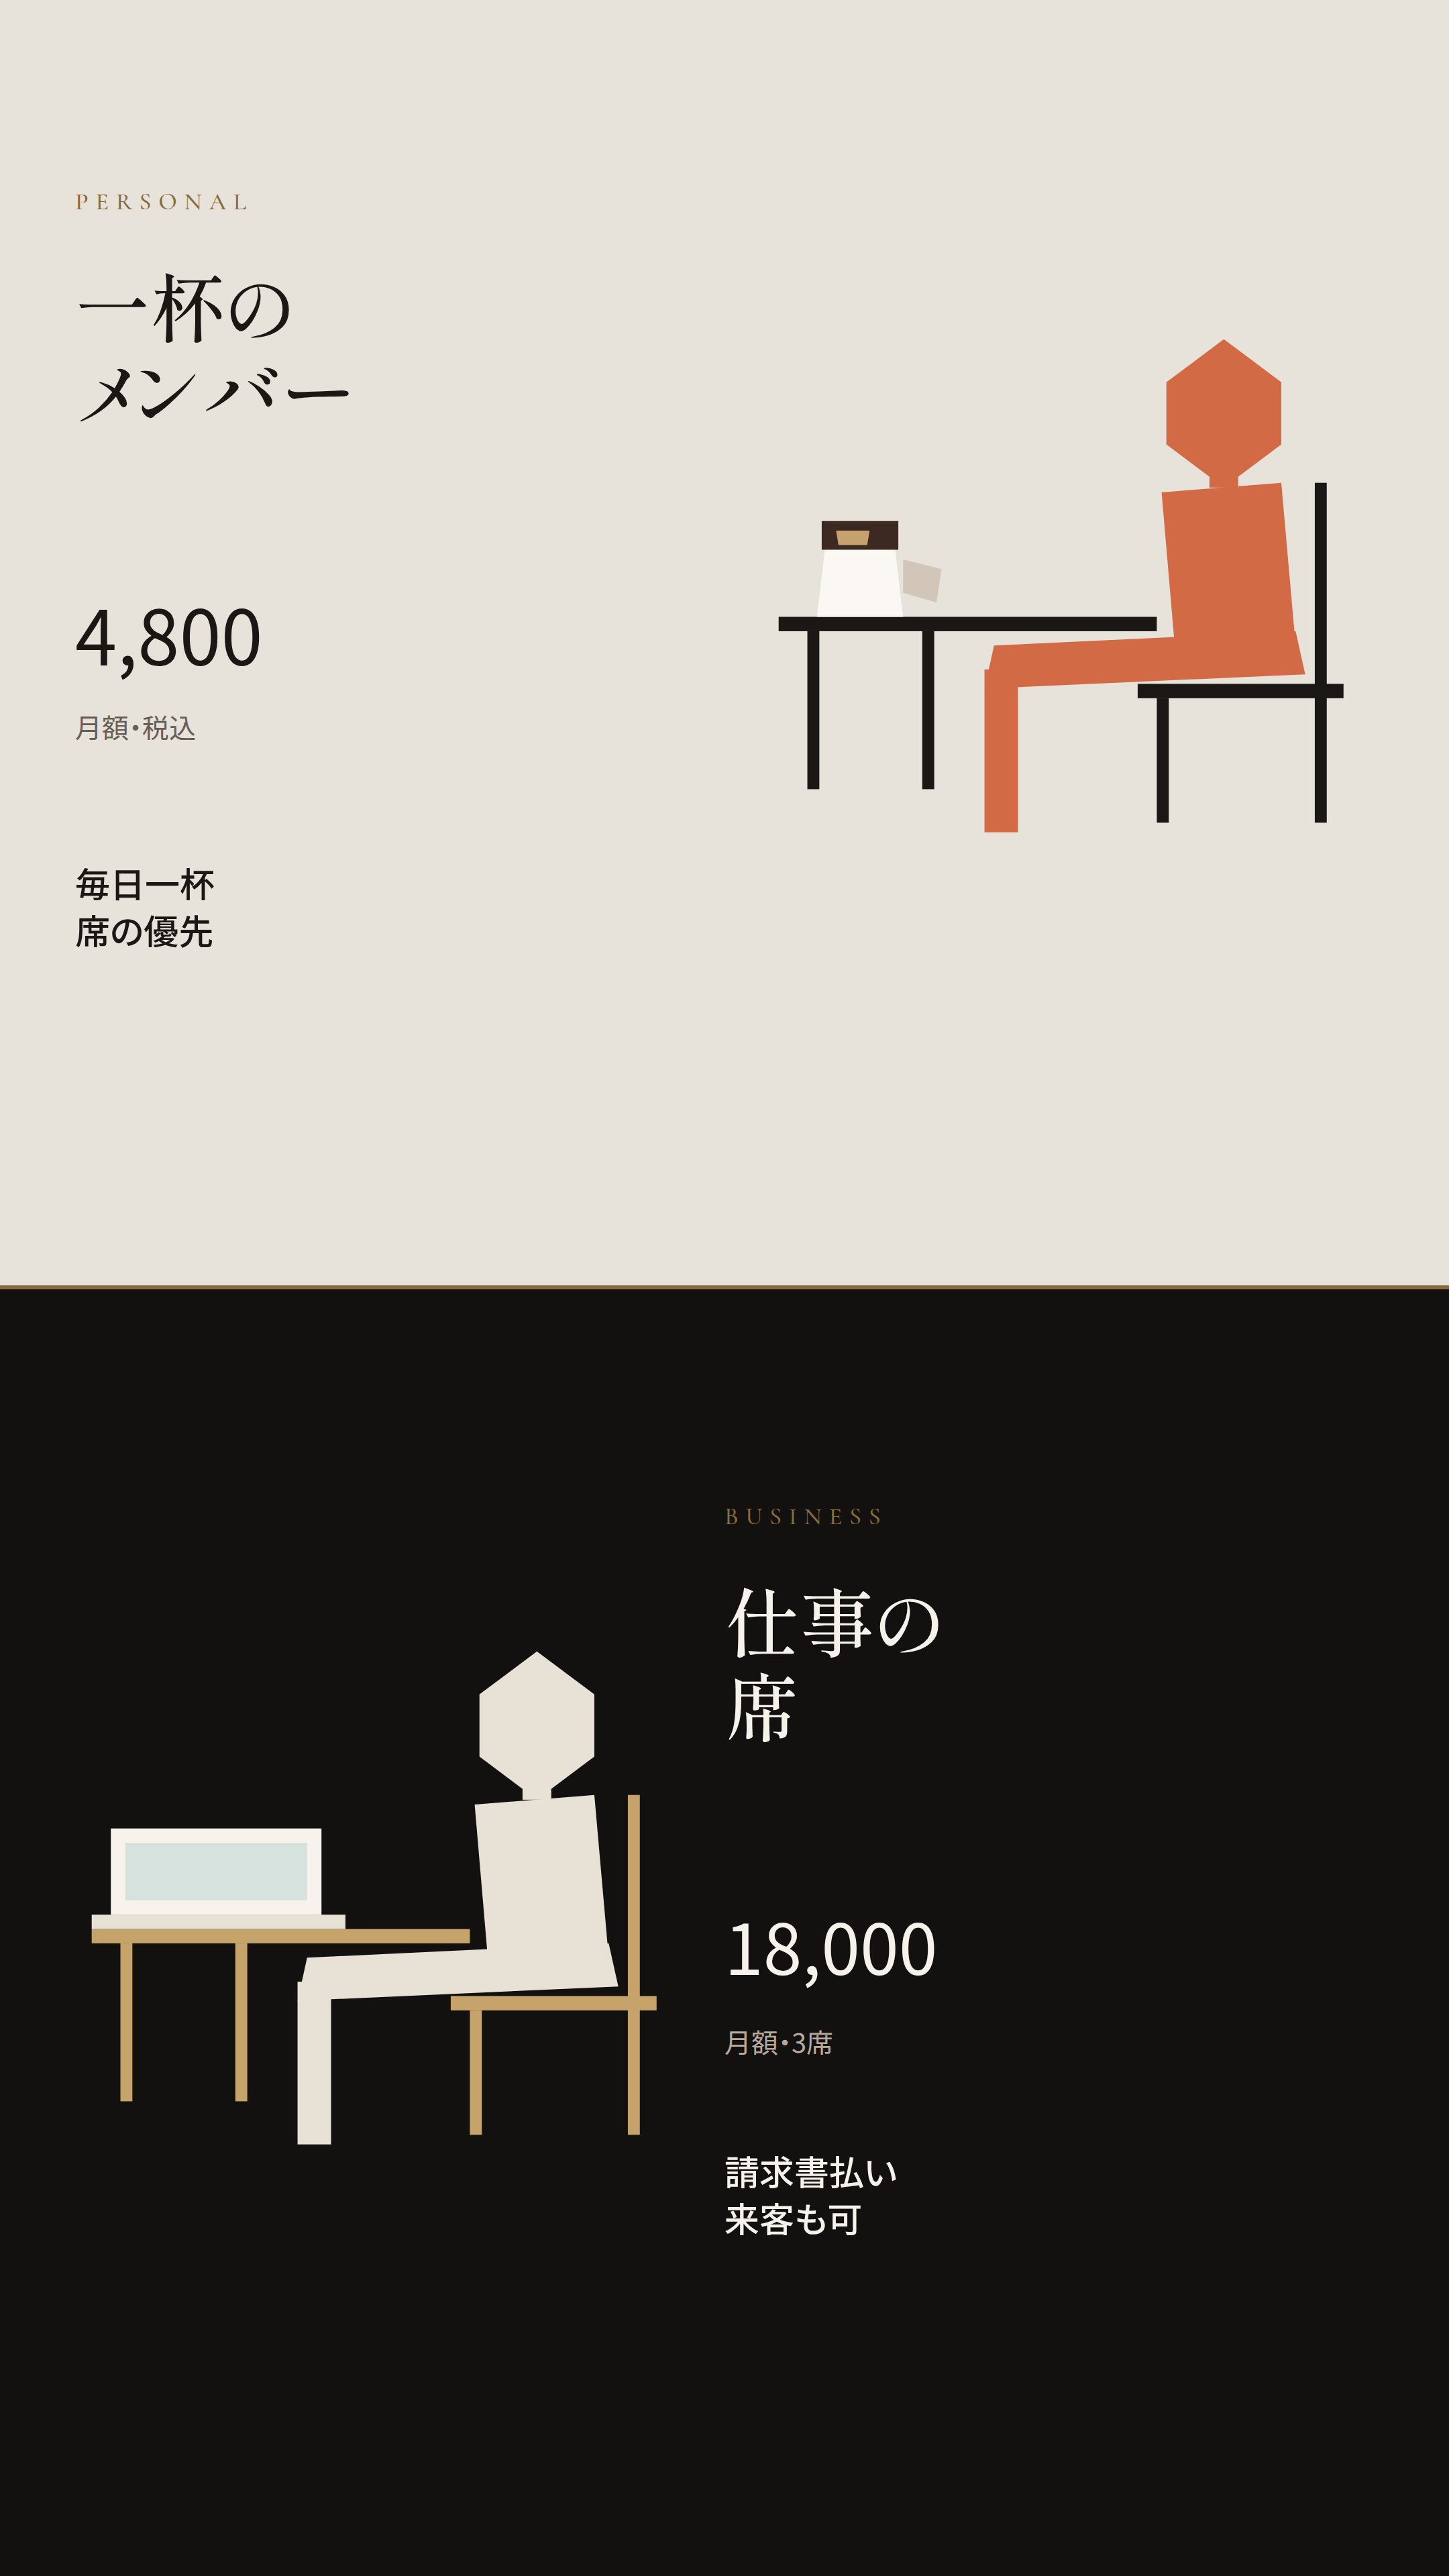 PERSONAL
一杯の
メンバー
4,800
月額・税込
毎日一杯
席の優先
BUSINESS
仕事の
席
18,000
月額・3席
請求書払い
来客も可